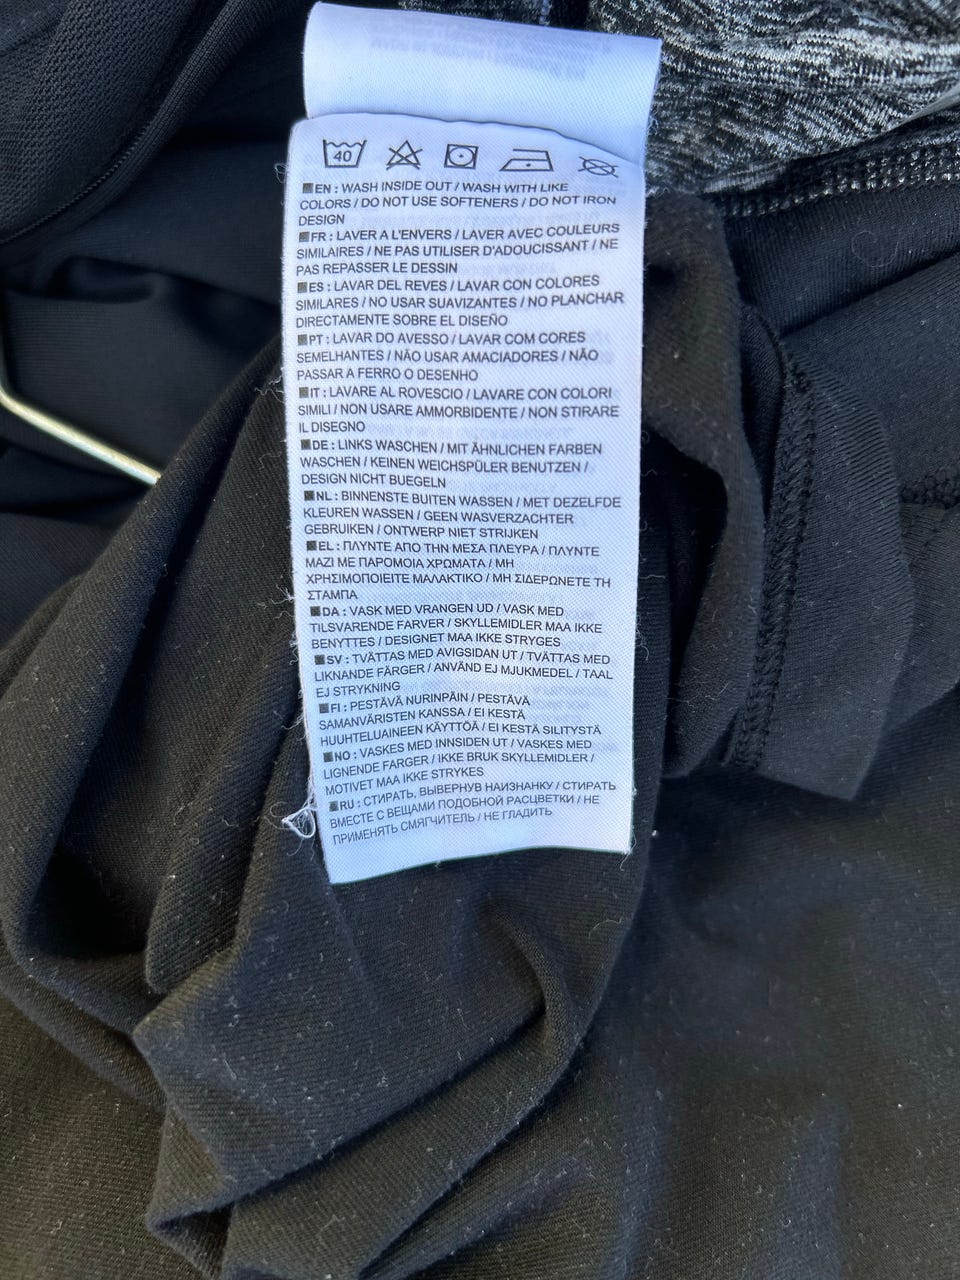 40
EN : WASH INSIDE OUT / WASH WITH LIKE
COLORS / DO NOT USE SOFTENERS / DO NOT IRON
DESIGN
FR : LAVER A L'ENVERS / LAVER AVEC COULEURS
SIMILAIRES / NE PAS UTILISER D'ADOUCISSANT / NE
PAS REPASSER LE DESSIN
ES : LAVAR DEL REVES / LAVAR CON COLORES
SIMILARES / NO USAR SUAVIZANTES / NO PLANCHAR
DIRECTAMENTE SOBRE EL DISEÑO
PT : LAVAR DO AVESSO / LAVAR COM CORES
SEMELHANTES / NÃO USAR AMACIADORES / NÃO
PASSAR A FERRO O DESENHO
IT : LAVARE AL ROVESCIO / LAVARE CON COLORI
SIMILI / NON USARE AMMORBIDENTE / NON STIRARE
IL DISEGNO
DE : LINKS WASCHEN / MIT ÄHNLICHEN FARBEN
WASCHEN / KEINEN WEICHSPÜLER BENUTZEN /
DESIGN NICHT BUEGELN
NL : BINNENSTE BUITEN WASSEN / MET DEZELFDE
KLEUREN WASSEN / GEEN WASVERZACHTER
GEBRUIKEN / ONTWERP NIET STRIJKEN
EL : ΠΛΥΝΤΕ ΑΠΟ ΤΗΝ ΜΕΣΑ ΠΛΕΥΡΑ / ΠΛΥΝΤΕ
ΜΑΖΙ ΜΕ ΠΑΡΟΜΟΙΑ ΧΡΩΜΑΤΑ / ΜΗ
ΧΡΗΣΙΜΟΠΟΙΕΙΤΕ ΜΑΛΑΚΤΙΚΟ / ΜΗ ΣΙΔΕΡΩΝΕΤΕ ΤΗ
ΣΤΑΜΠΑ
DA : VASK MED VRANGEN UD / VASK MED
TILSVARENDE FARVER / SKYLLEMIDLER MAA IKKE
BENYTTES / DESIGNET MAA IKKE STRYGES
SV : TVÄTTAS MED AVIGSIDAN UT / TVÄTTAS MED
LIKNANDE FÄRGER / ANVÄND EJ MJUKMEDEL / TAAL
EJ STRYKNING
FI : PESTÄVÄ NURINPÄIN / PESTÄVÄ
SAMANVÄRISTEN KANSSA / EI KESTÄ
HUUHTELUAINEEN KÄYTTÖÄ / EI KESTÄ SILITYSTÄ
NO : VASKES MED INNSIDEN UT / VASKES MED
LIGNENDE FARGER / IKKE BRUK SKYLLEMIDLER /
MOTIVET MAA IKKE STRYKES
RU : СТИРАТЬ, ВЫВЕРНУВ НАИЗНАНКУ / СТИРАТЬ
ВМЕСТЕ С ВЕЩАМИ ПОДОБНОЙ РАСЦВЕТКИ / НЕ
ПРИМЕНЯТЬ СМЯГЧИТЕЛЬ / НЕ ГЛАДИТЬ